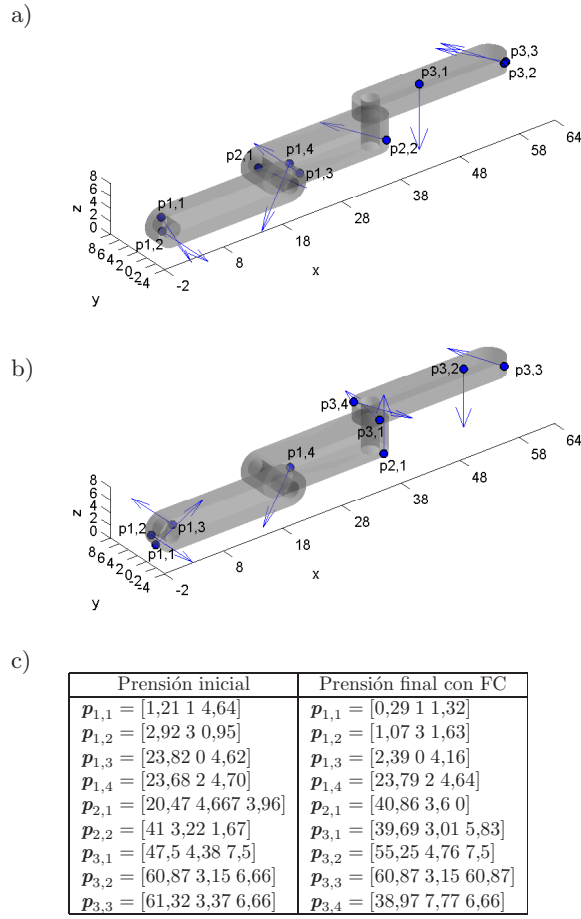 a)
p3,3
p3,2
p3,1
p2,2
p1,4
p2,1
p1,3
p1,1
p1,2
8
6
4
2
0
z
8
6
4
2
0
-2
-4
y
-2
8
18
28
38
48
58
64
x
b)
p3,2
p3,3
p3,4
p3,1
p2,1
p1,4
p1,2
p1,3
p1,1
8
6
4
2
0
z
8
6
4
2
0
-2
-4
y
-2
8
18
28
38
48
58
64
x
c)
Prensión inicial Prensión final con FC
p1,1 = [1,21 1 4,64] p1,1 = [0,29 1 1,32]
p1,2 = [2,92 3 0,95] p1,2 = [1,07 3 1,63]
p1,3 = [23,82 0 4,62] p1,3 = [2,39 0 4,16]
p1,4 = [23,68 2 4,70] p1,4 = [23,79 2 4,64]
p2,1 = [20,47 4,667 3,96] p2,1 = [40,86 3,6 0]
p2,2 = [41 3,22 1,67] p3,1 = [39,69 3,01 5,83]
p3,1 = [47,5 4,38 7,5] p3,2 = [55,25 4,76 7,5]
p3,2 = [60,87 3,15 6,66] p3,3 = [60,87 3,15 60,87]
p3,3 = [61,32 3,37 6,66] p3,4 = [38,97 7,77 6,66]